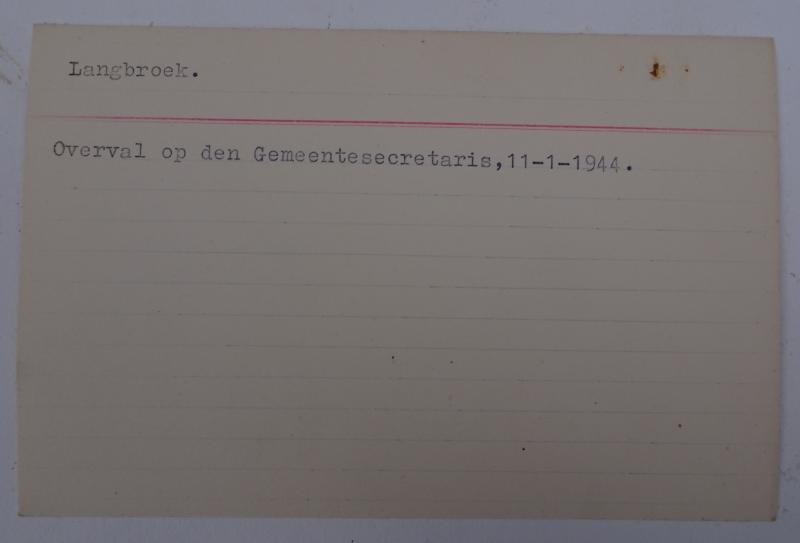 Langbroek.
Overval op den Gemeentesecretaris,11-1-1944.